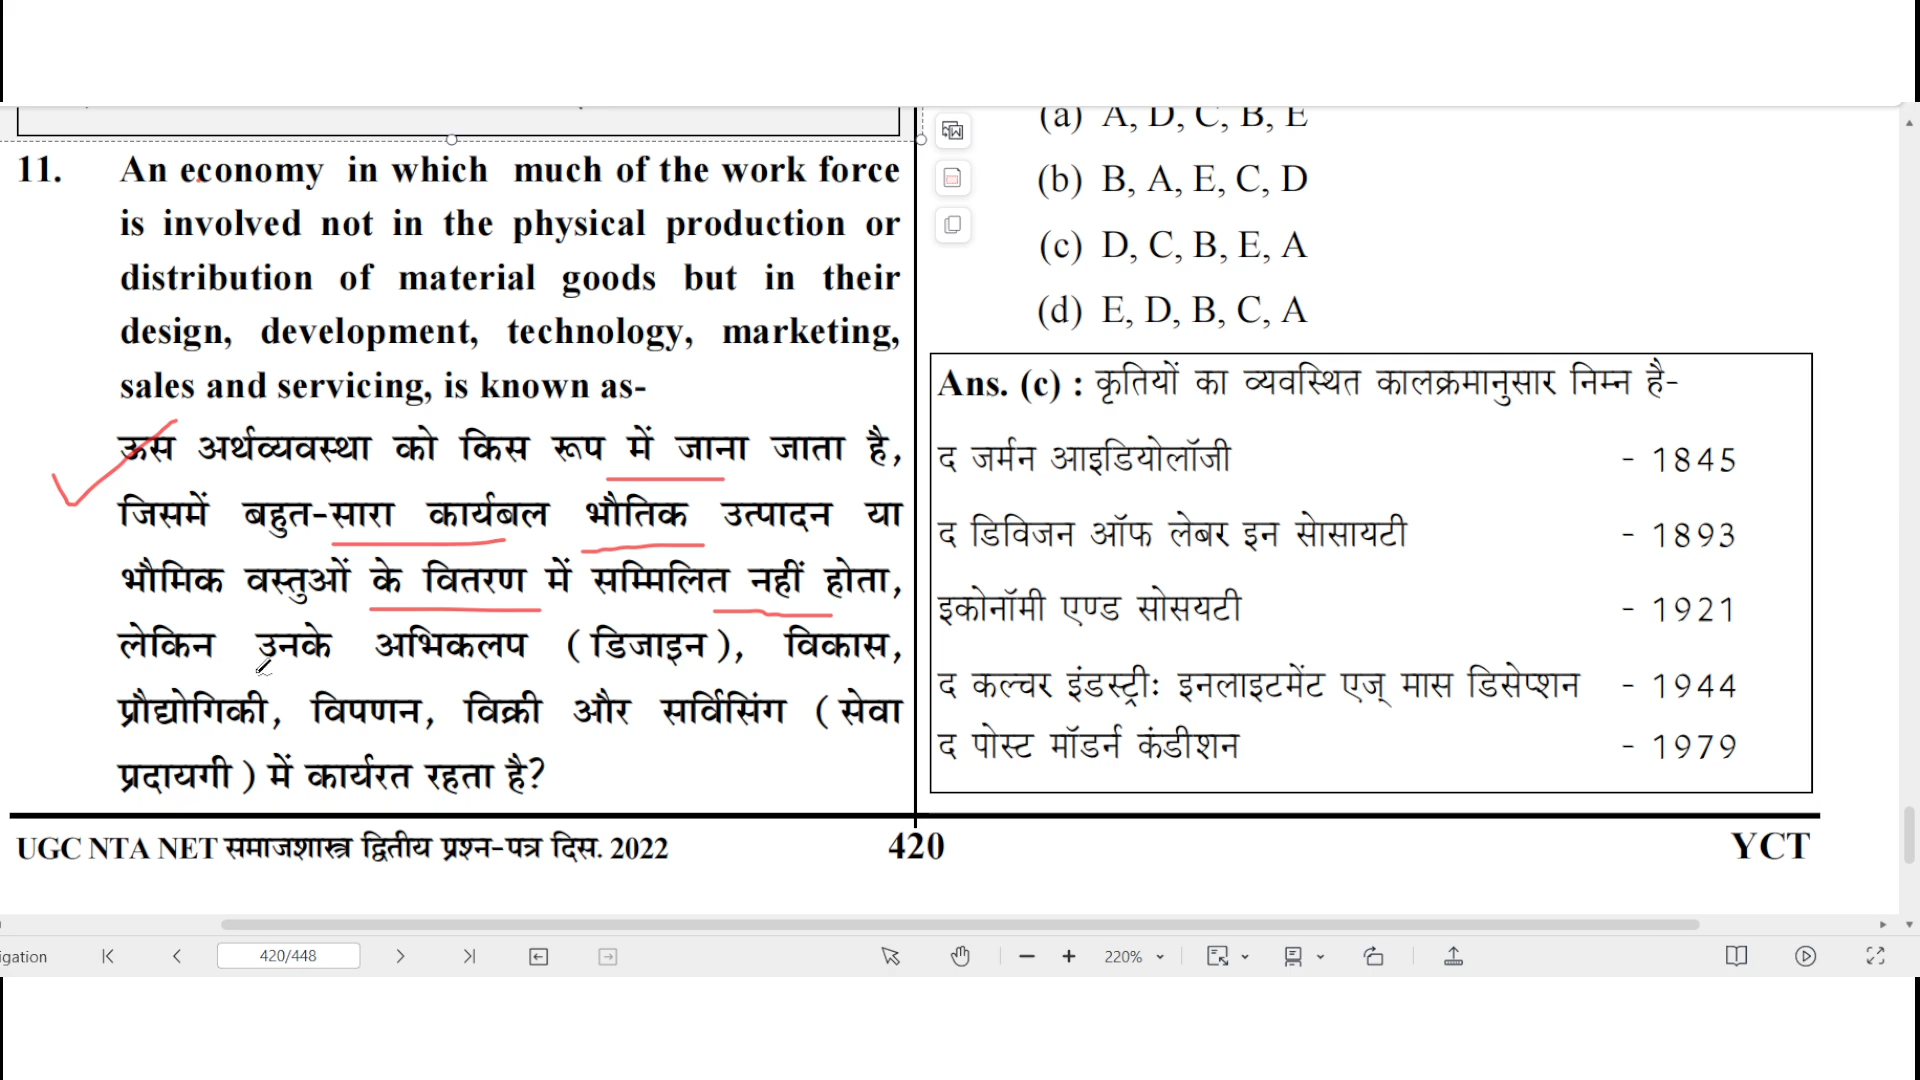 11. An economy in which much of the work force
is involved not in the physical production or
distribution of material goods but in their
design, development, technology, marketing,
sales and servicing, is known as-
ऊस अर्थव्यवस्था को किस रूप में जाना जाता है,
जिसमें बहुत-सारा कार्यबल भौतिक उत्पादन या
भौमिक वस्तुओं के वितरण में सम्मिलित नहीं होता,
लेकिन उनके अभिकलप (डिजाइन), विकास,
प्रौद्योगिकी, विपणन, विक्री और सर्विसिंग (सेवा
प्रदायगी) में कार्यरत रहता है?
(a) A, D, C, B, E
(b) B, A, E, C, D
(c) D, C, B, E, A
(d) E, D, B, C, A
Ans. (c) : कृतियों का व्यवस्थित कालक्रमानुसार निम्न है-
द जर्मन आइडियोलॉजी - 1845
द डिविजन ऑफ लेबर इन सेासायटी - 1893
इकोनॉमी एण्ड सोसयटी - 1921
द कल्चर इंडस्ट्रीः इनलाइटमेंट एज् मास डिसेप्शन - 1944
द पोस्ट मॉडर्न कंडीशन - 1979
UGC NTA NET समाजशास्त्र द्वितीय प्रश्न-पत्र दिस. 2022 420 YCT
igation 420/448 220%